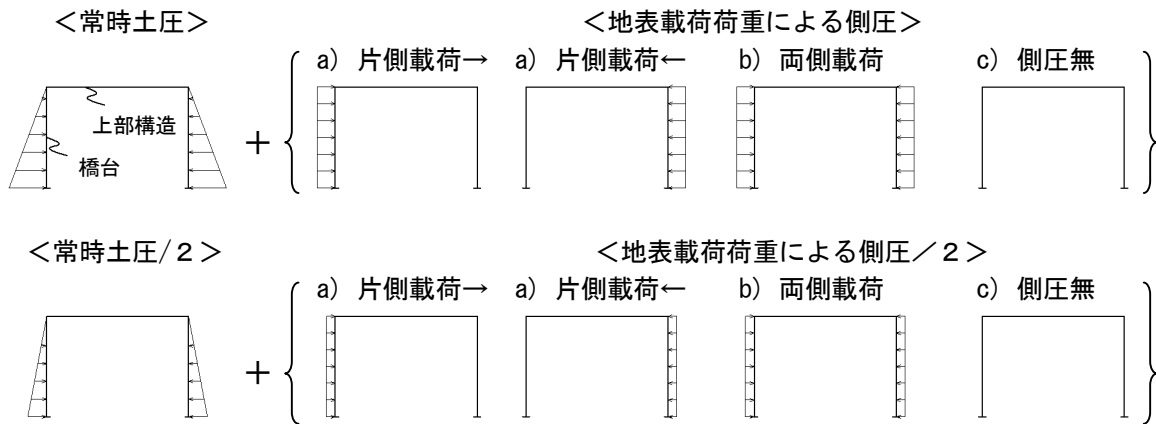 ＜常時土圧＞ ＜地表載荷荷重による側圧＞
a) 片側載荷→ a) 片側載荷← b) 両側載荷 c) 側圧無
上部構造
橋台
＋
＜常時土圧/２＞ ＜地表載荷荷重による側圧／２＞
a) 片側載荷→ a) 片側載荷← b) 両側載荷 c) 側圧無
＋